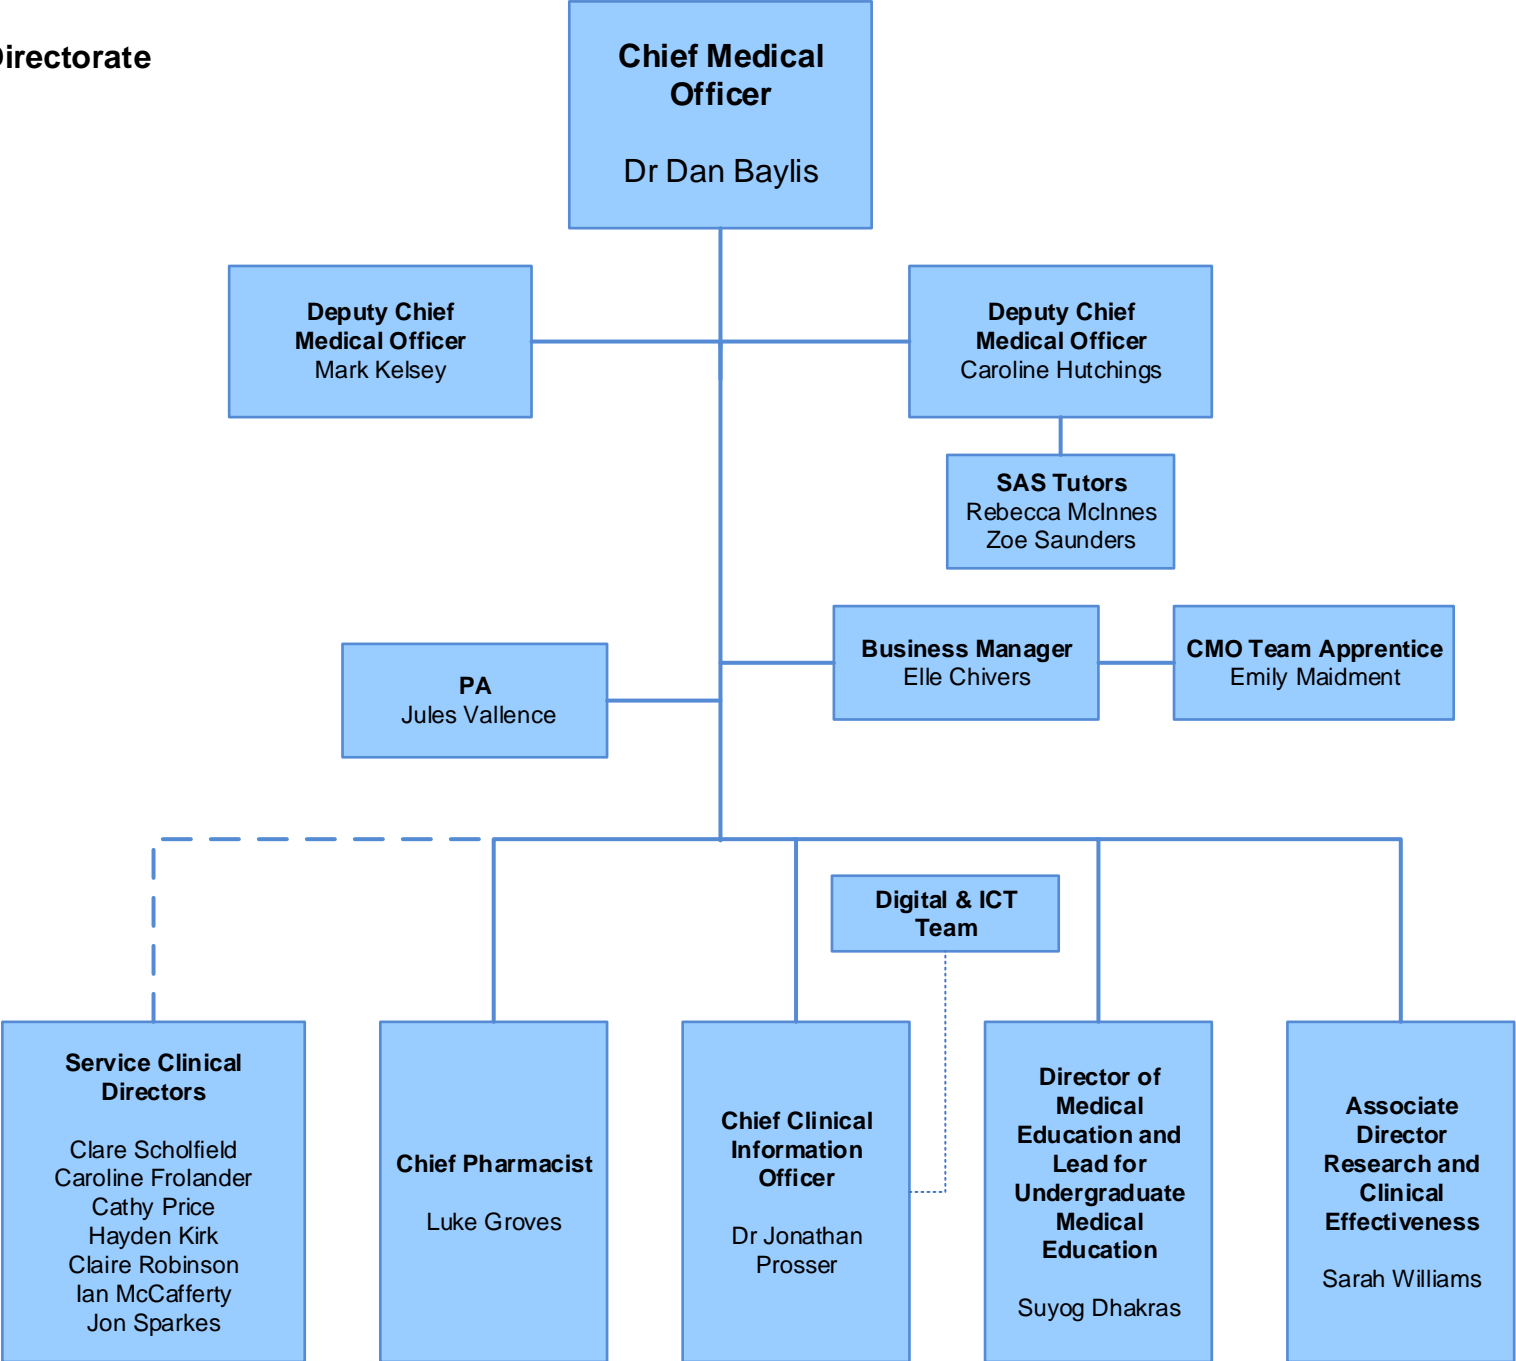 Directorate
Chief Medical
Officer
Dr Dan Baylis
Deputy Chief
Medical Officer
Mark Kelsey
Deputy Chief
Medical Officer
Caroline Hutchings
SAS Tutors
Rebecca McInnes
Zoe Saunders
Business Manager
Elle Chivers
CMO Team Apprentice
Emily Maidment
PA
Jules Vallence
Digital & ICT
Team
Service Clinical
Directors
Clare Scholfield
Caroline Frolander
Cathy Price
Hayden Kirk
Claire Robinson
Ian McCafferty
Jon Sparkes
Chief Pharmacist
Luke Groves
Chief Clinical
Information
Officer
Dr Jonathan
Prosser
Director of
Medical
Education and
Lead for
Undergraduate
Medical
Education
Suyog Dhakras
Associate
Director
Research and
Clinical
Effectiveness
Sarah Williams